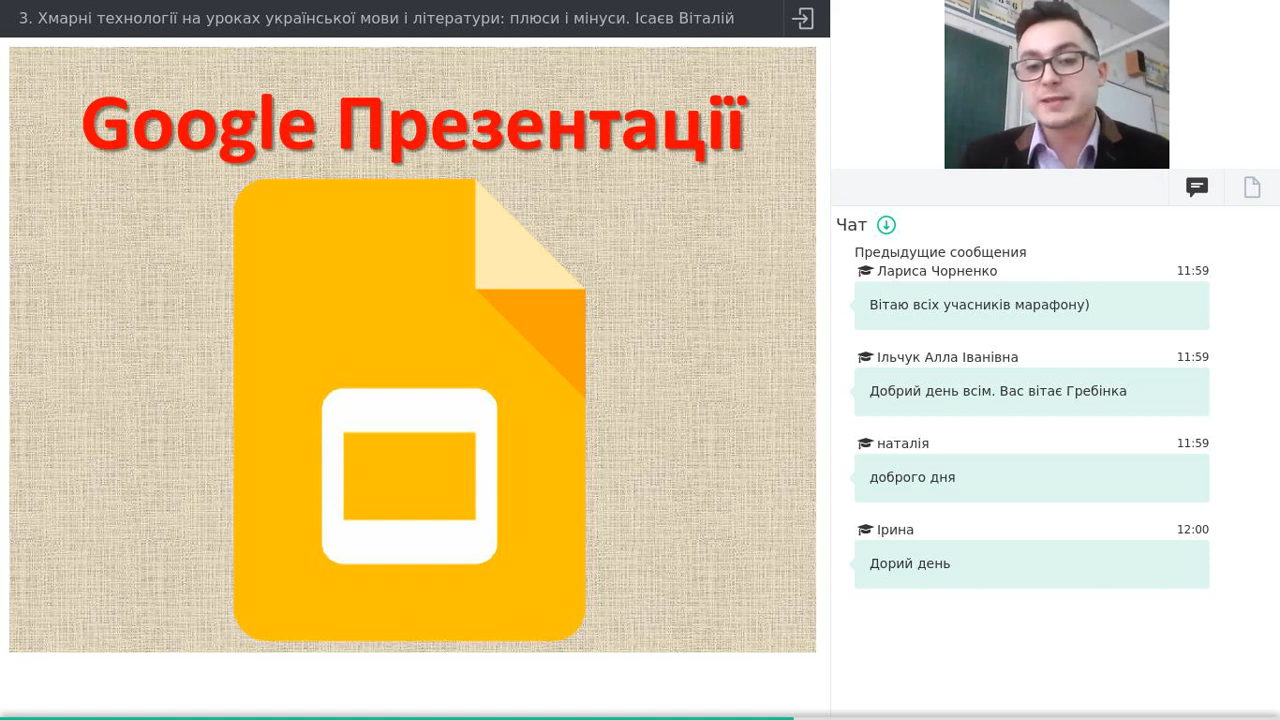 3. Хмарні технології на уроках української мови і літератури: плюси і мінуси. Ісаєв Віталій
Google Презентації
Чат
Предыдущие сообщения
Лариса Чорненко 11:59
Вітаю всіх учасників марафону)
Ільчук Алла Іванівна 11:59
Добрий день всім. Вас вітає Гребінка
наталія 11:59
доброго дня
Ірина 12:00
Дорий день